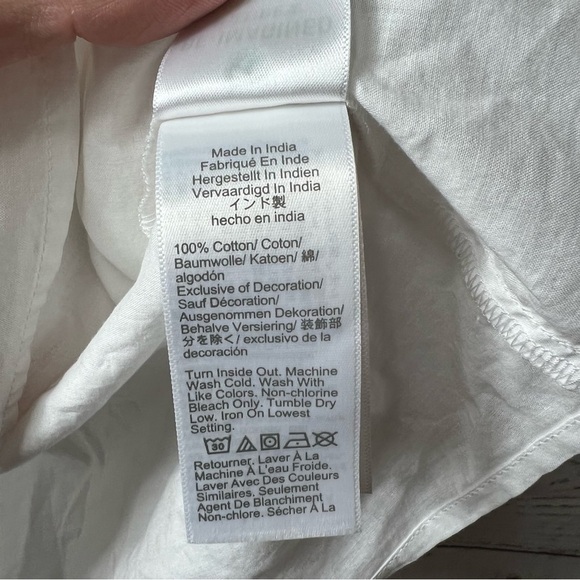 Made In India
Fabriqué En Inde
Hergestellt In Indien
Vervaardigd In India
インド製
hecho en india
100% Cotton/ Coton/
Baumwolle/ Katoen/ 綿/
algodón
Exclusive of Decoration/
Sauf Décoration/
Ausgenommen Dekoration/
Behalve Versiering/ 装飾部
分を除く/ exclusivo de la
decoración
Turn Inside Out. Machine
Wash Cold. Wash With
Like Colors. Non-chlorine
Bleach Only. Tumble Dry
Low. Iron On Lowest
Setting.
30
Retourner. Laver À La
Machine À L'eau Froide.
Laver Avec Des Couleurs
Similaires. Seulement
Agent De Blanchiment
Non-chlore. Sécher À La